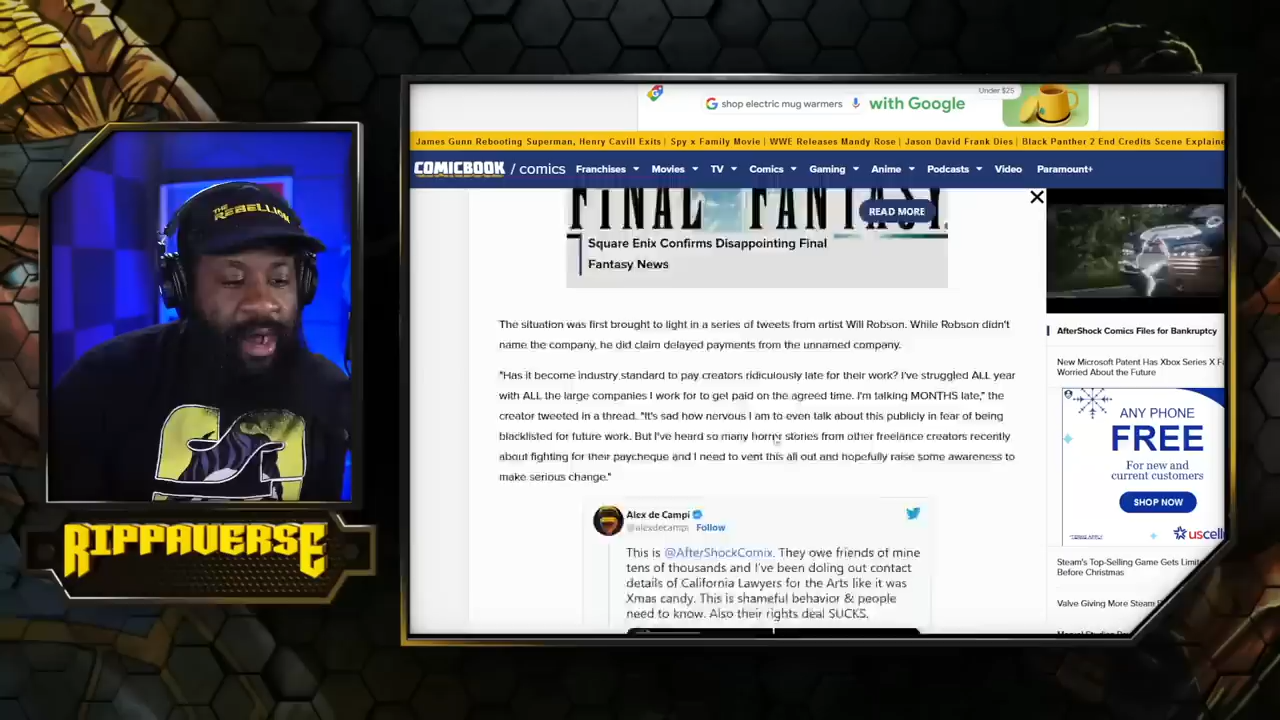 Under $25
shop electric mug warmers
with Google
James Gunn Rebooting Superman, Henry Cavill Exits | Spy x Family Movie | WWE Releases Mandy Rose | Jason David Frank Dies | Black Panther 2 End Credits Scene Explaine
COMICBOOK / comics Franchises Movies TV Comics Gaming Anime Podcasts Video Paramount+
FINAL FANTASY
READ MORE
Square Enix Confirms Disappointing Final
Fantasy News
The situation was first brought to light in a series of tweets from artist Will Robson. While Robson didn't
name the company, he did claim delayed payments from the unnamed company.
"Has it become industry standard to pay creators ridiculously late for their work? I've struggled ALL year
with ALL the large companies I work for to get paid on the agreed time. I'm talking MONTHS late," the
creator tweeted in a thread. "It's sad how nervous I am to even talk about this publicly in fear of being
blacklisted for future work. But I've heard so many horror stories from other freelance creators recently
about fighting for their paycheque and I need to vent this all out and hopefully raise some awareness to
make serious change."
Alex de Campi
@alexdecampi Follow
This is @AfterShockComix. They owe friends of mine
tens of thousands and I've been doling out contact
details of California Lawyers for the Arts like it was
Xmas candy. This is shameful behavior & people
need to know. Also their rights deal SUCKS.
AfterShock Comics Files for Bankruptcy
New Microsoft Patent Has Xbox Series X F
Worried About the Future
ANY PHONE
FREE
For new and
current customers
SHOP NOW
uscell
Steam's Top-Selling Game Gets Limit
Before Christmas
Valve Giving More Steam
THE
REBELLION
RIPPAVERSE